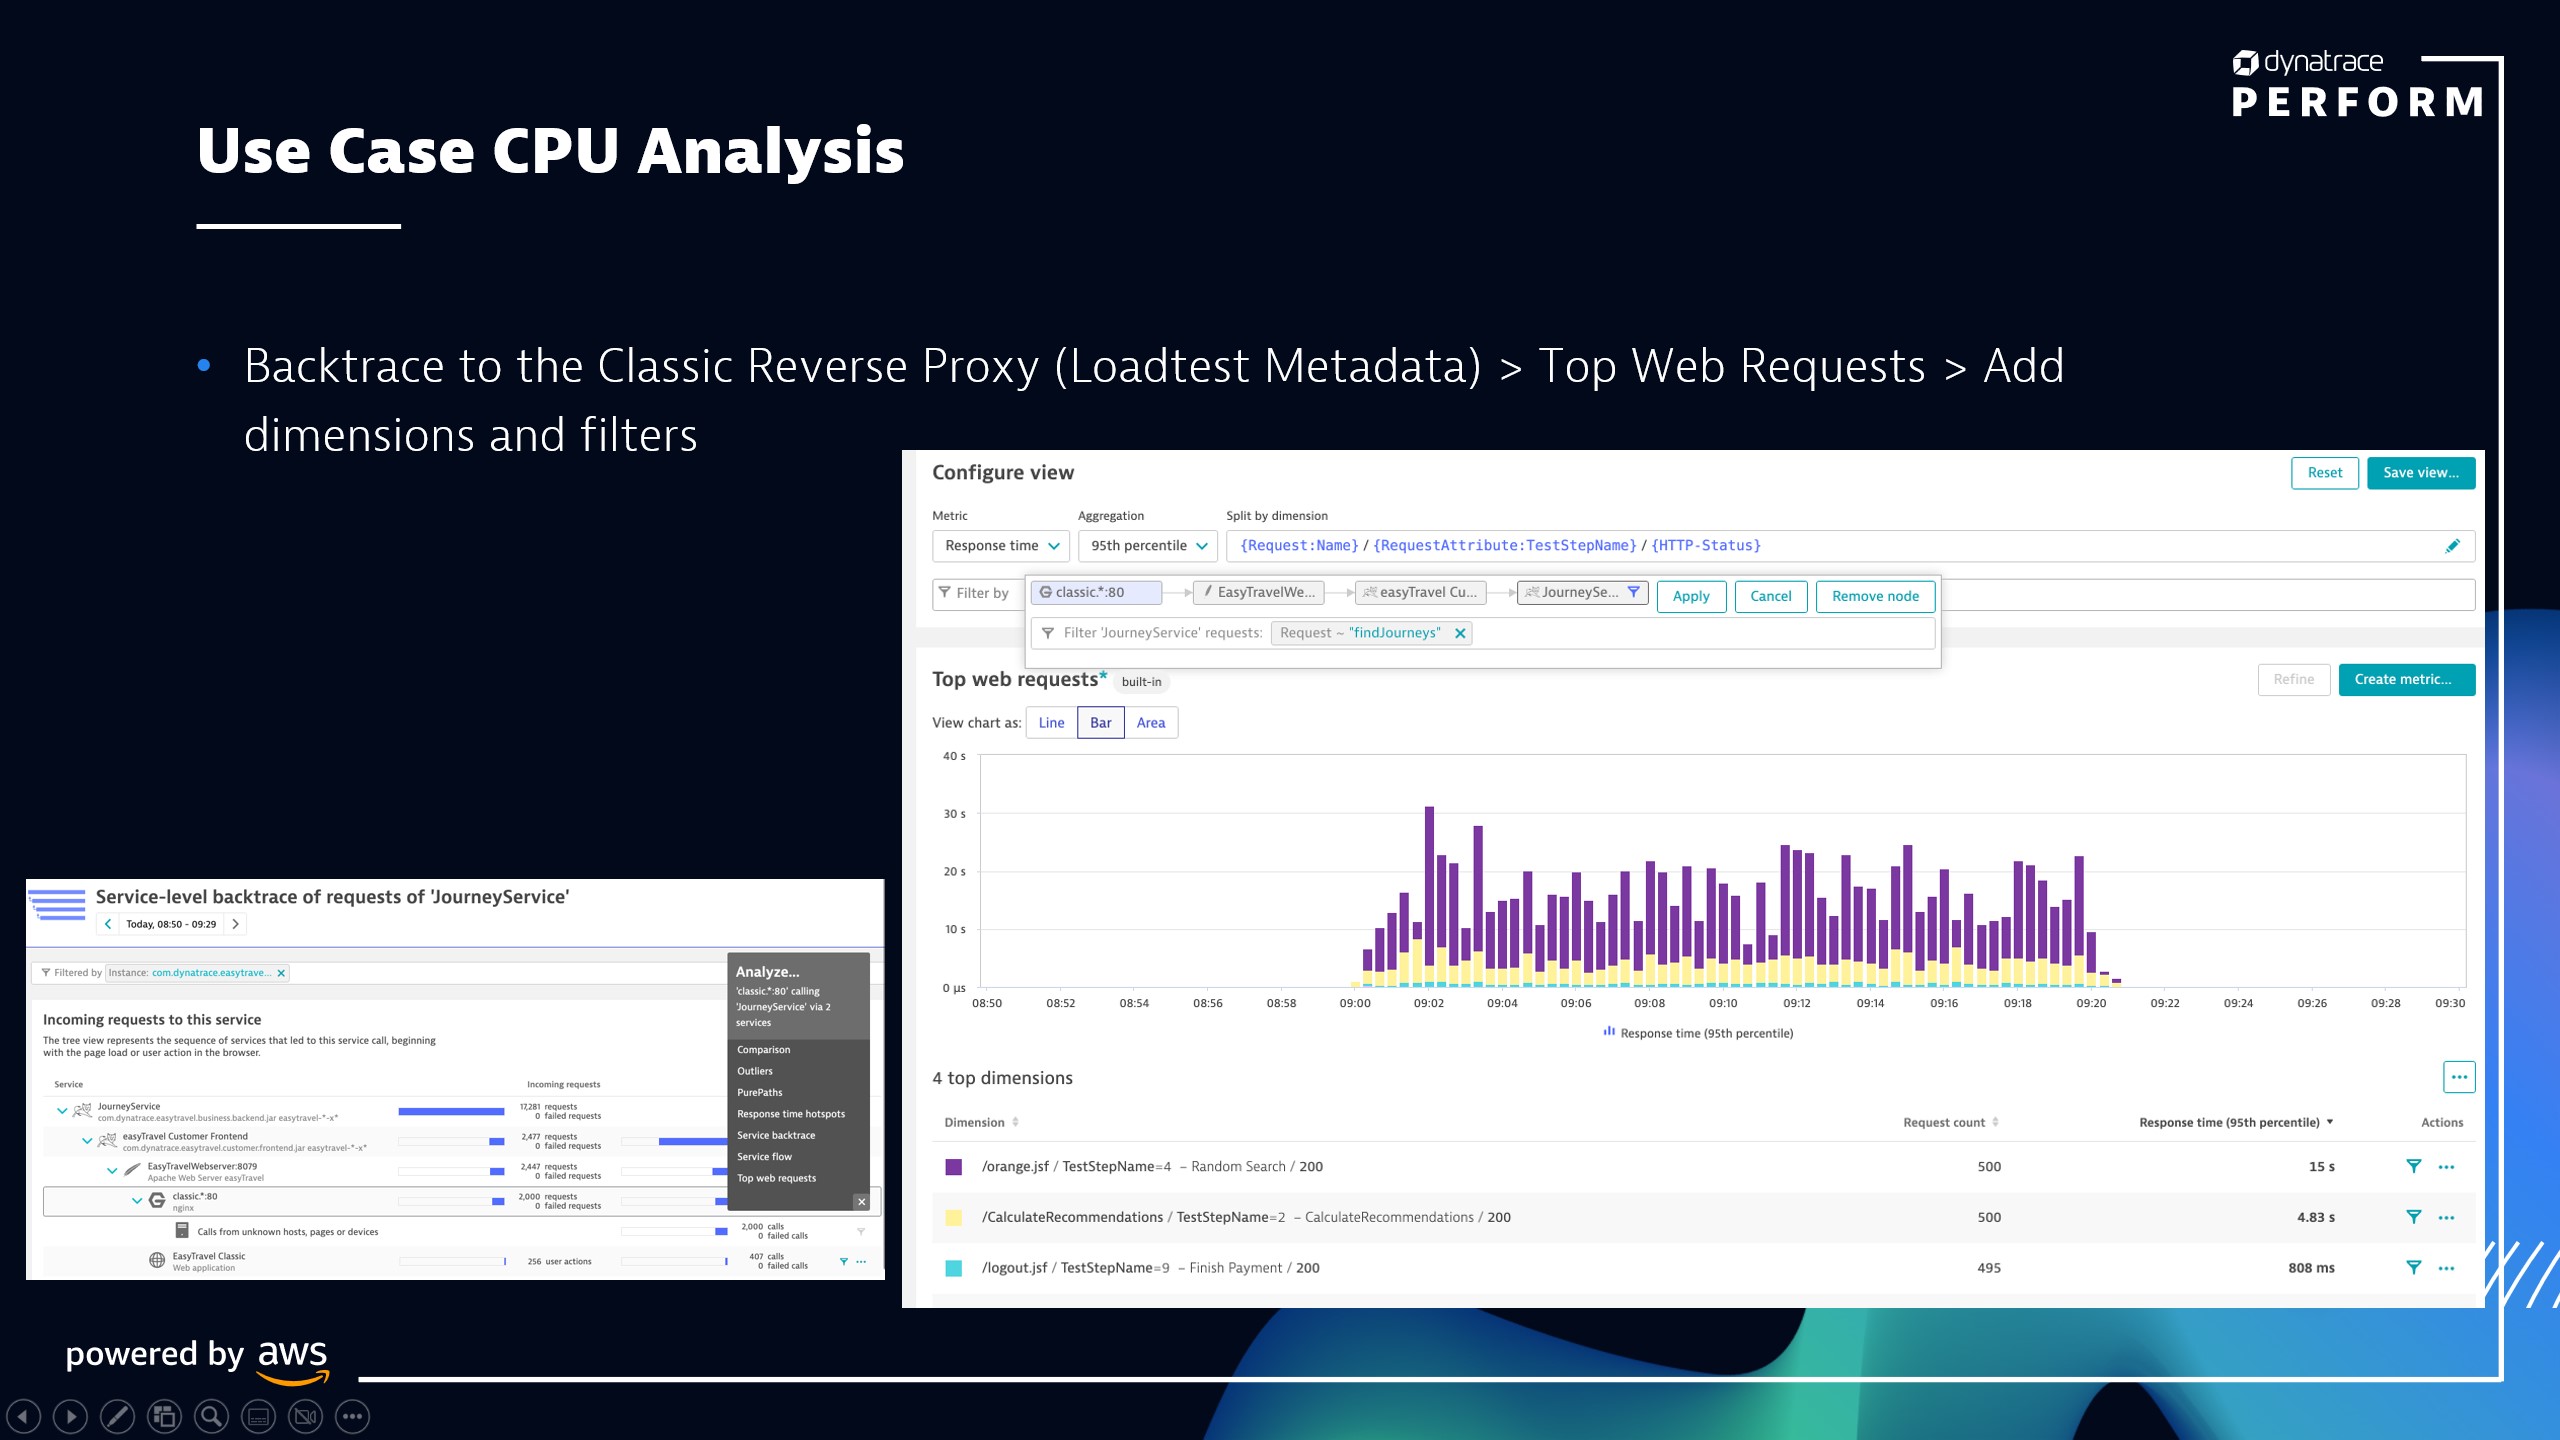 dynatrace
PERFORM
Use Case CPU Analysis
• Backtrace to the Classic Reverse Proxy (Loadtest Metadata) > Top Web Requests > Add
dimensions and filters
Configure view
Reset
Save view...
Metric
Aggregation
Split by dimension
Response time
95th percentile
{Request:Name} / {RequestAttribute:TestStepName} / {HTTP-Status}
Filter by
classic.*:80
EasyTravelWe...
easyTravel Cu...
JourneySe...
Apply
Cancel
Remove node
Filter 'JourneyService' requests:
Request ~ "findJourneys"
Top web requests*
built-in
Refine
Create metric...
View chart as:
Line
Bar
Area
40 s
30 s
20 s
10 s
0 µs
08:50 08:52 08:54 08:56 08:58 09:00 09:02 09:04 09:06 09:08 09:10 09:12 09:14 09:16 09:18 09:20 09:22 09:24 09:26 09:28 09:30
Response time (95th percentile)
4 top dimensions
Dimension Request count Response time (95th percentile) Actions
/orange.jsf / TestStepName=4 – Random Search / 200 500 15 s
/CalculateRecommendations / TestStepName=2 – CalculateRecommendations / 200 500 4.83 s
/logout.jsf / TestStepName=9 – Finish Payment / 200 495 808 ms
Service-level backtrace of requests of 'JourneyService'
Today, 08:50 - 09:29
Filtered by Instance: com.dynatrace.easytrave...
Incoming requests to this service
The tree view represents the sequence of services that led to this service call, beginning
with the page load or user action in the browser.
Service Incoming requests
JourneyService
com.dynatrace.easytravel.business.backend.jar easytravel-*-x*
17,281 requests
0 failed requests
easyTravel Customer Frontend
com.dynatrace.easytravel.customer.frontend.jar easytravel-*-x*
2,477 requests
0 failed requests
EasyTravelWebserver:8079
Apache Web Server easyTravel
2,447 requests
0 failed requests
classic.*:80
nginx
2,000 requests
0 failed requests
Calls from unknown hosts, pages or devices
2,000 calls
0 failed calls
EasyTravel Classic
Web application
256 user actions
407 calls
0 failed calls
Analyze...
'classic.*:80' calling
'JourneyService' via 2
services
Comparison
Outliers
PurePaths
Response time hotspots
Service backtrace
Service flow
Top web requests
powered by aws